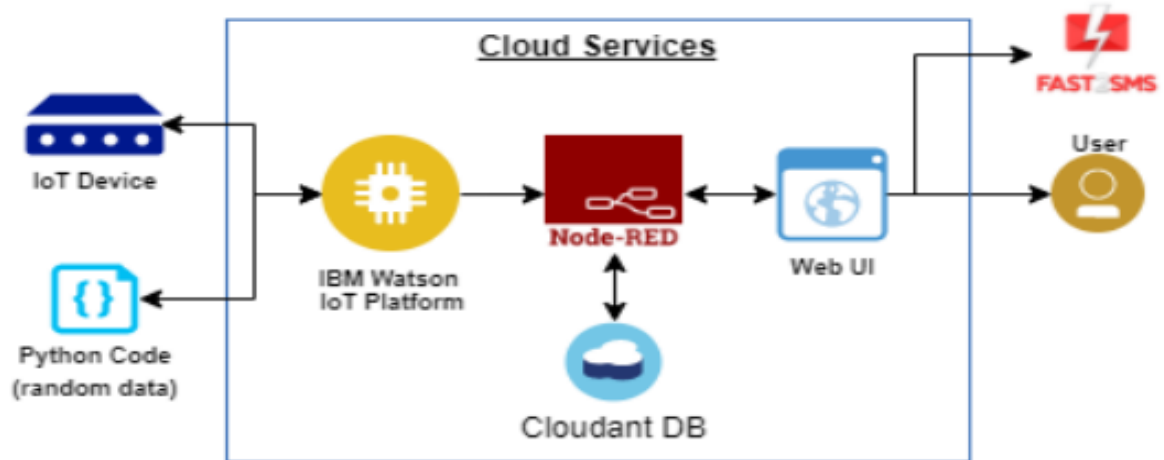 Cloud Services
FAST2SMS
IoT Device
User
Node-RED
Web UI
IBM Watson
IoT Platform
Python Code
(random data)
Cloudant DB